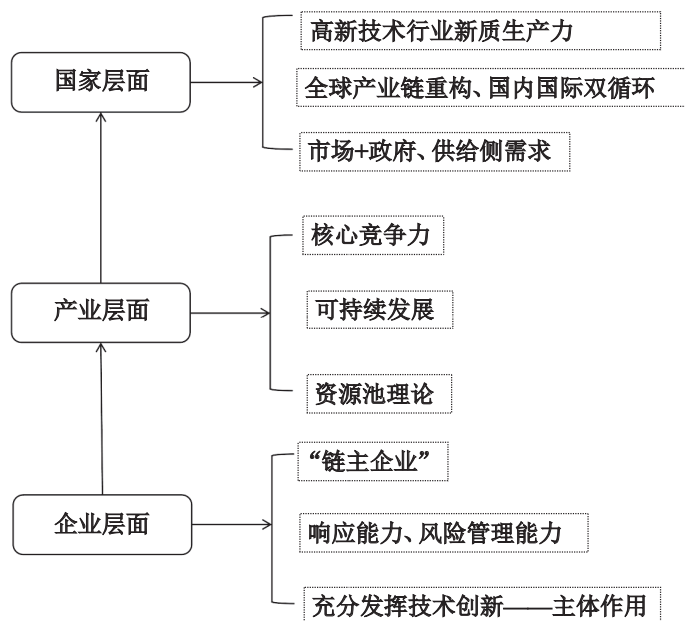 高新技术行业新质生产力
国家层面
全球产业链重构、国内国际双循环
市场+政府、供给侧需求
核心竞争力
产业层面
可持续发展
资源池理论
“链主企业”
企业层面
响应能力、风险管理能力
充分发挥技术创新——主体作用